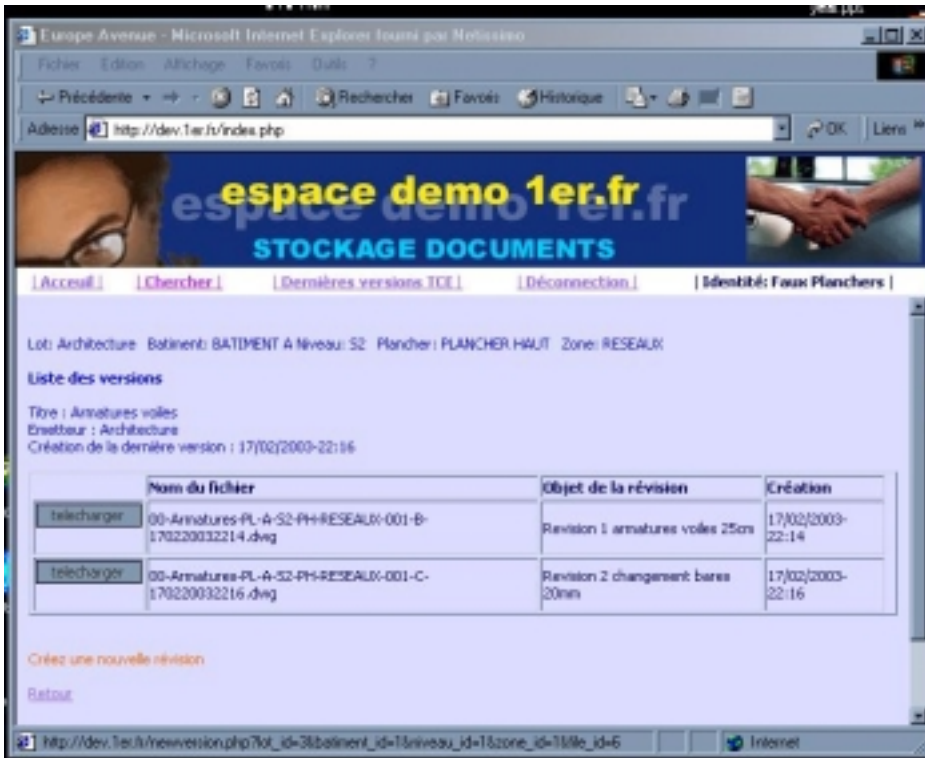 Europe Avenue - Microsoft Internet Explorer fourni par Netissimo
Fichier Edition Affichage Favoris Outils ?
Précédente Rechercher Favoris Historique
Adresse http://dev.1er.fr/index.php OK Liens
espace demo 1er.fr
STOCKAGE DOCUMENTS
| Acceuil | | Chercher | | Dernières versions TCE | | Déconnection | | Identité: Faux Planchers |
Lot: Architecture Batiment: BATIMENT A Niveau: S2 Plancher: PLANCHER HAUT Zone: RESEAUX
Liste des versions
Titre : Armatures voiles
Emetteur : Architecture
Création de la dernière version : 17/02/2003-22:16
Nom du fichier Objet de la révision Création
telecharger 00-Armatures-PL-A-S2-PH-RESEAUX-001-B-170220032214.dwg Revision 1 armatures voiles 25cm 17/02/2003-22:14
telecharger 00-Armatures-PL-A-S2-PH-RESEAUX-001-C-170220032216.dwg Revision 2 changement bares 20mm 17/02/2003-22:16
Créez une nouvelle révision
Retour
http://dev.1er.fr/newversion.php?lot_id=3&batiment_id=1&niveau_id=1&zone_id=1&file_id=6 Internet